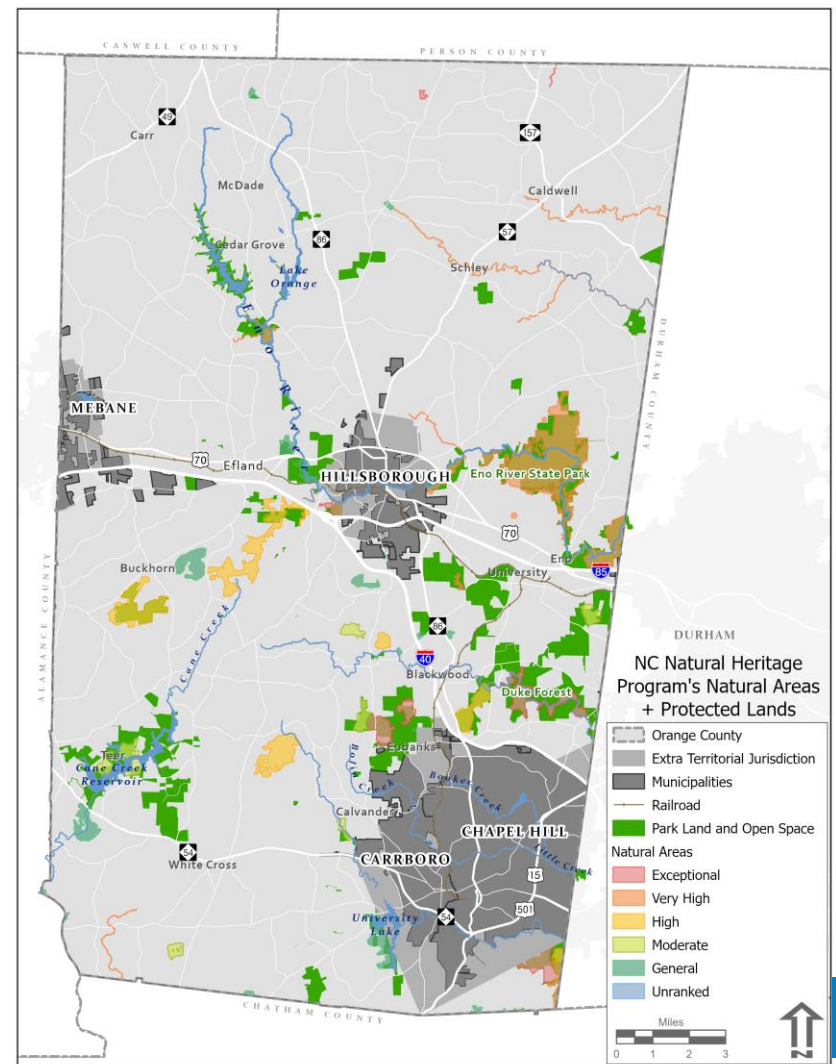 CASWELL COUNTY
PERSON COUNTY
49
Carr
157
McDade
Caldwell
86
57
Cedar Grove
Lake
Orange
Schley
Eno River
DURHAM COUNTY
MEBANE
70
Efland
HILLSBOROUGH
Eno River State Park
70
Eno
University
85
Buckhorn
ALAMANCE COUNTY
Cane Creek
86
40
Blackwood
DURHAM
Duke Forest
Teer
Cane Creek
Reservoir
Eubanks
Bolin Creek
Booker Creek
Calvander
CHAPEL HILL
Little Creek
CARRBORO
54
White Cross
15
501
54
University
Lake
CHATHAM COUNTY
NC Natural Heritage
Program's Natural Areas
+ Protected Lands
Orange County
Extra Territorial Jurisdiction
Municipalities
Railroad
Park Land and Open Space
Natural Areas
Exceptional
Very High
High
Moderate
General
Unranked
Miles
0 1 2 3
N